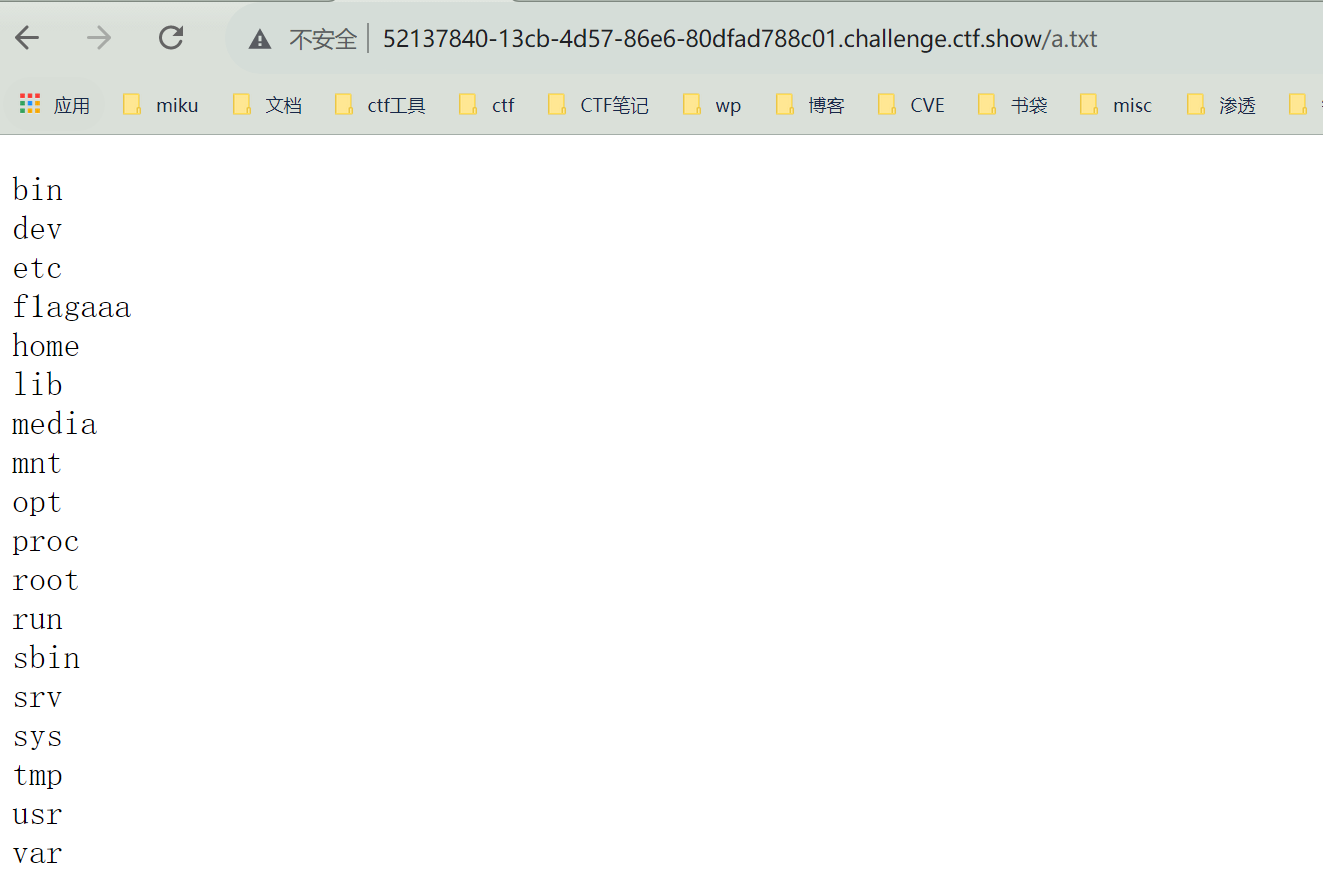 不安全 52137840-13cb-4d57-86e6-80dfad788c01.challenge.ctf.show/a.txt
应用 miku 文档 ctf工具 ctf CTF笔记 wp 博客 CVE 书袋 misc 渗透
bin
dev
etc
flagaaa
home
lib
media
mnt
opt
proc
root
run
sbin
srv
sys
tmp
usr
var